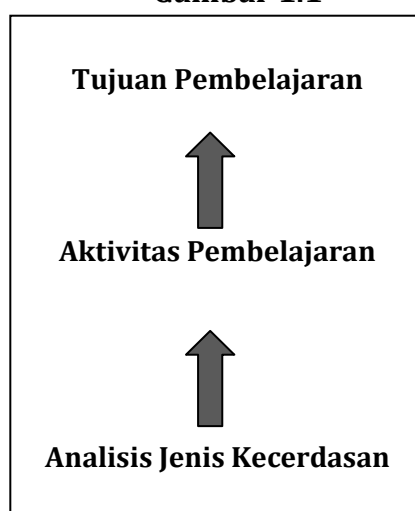 Gambar 1.1
Tujuan Pembelajaran
Aktivitas Pembelajaran
Analisis Jenis Kecerdasan